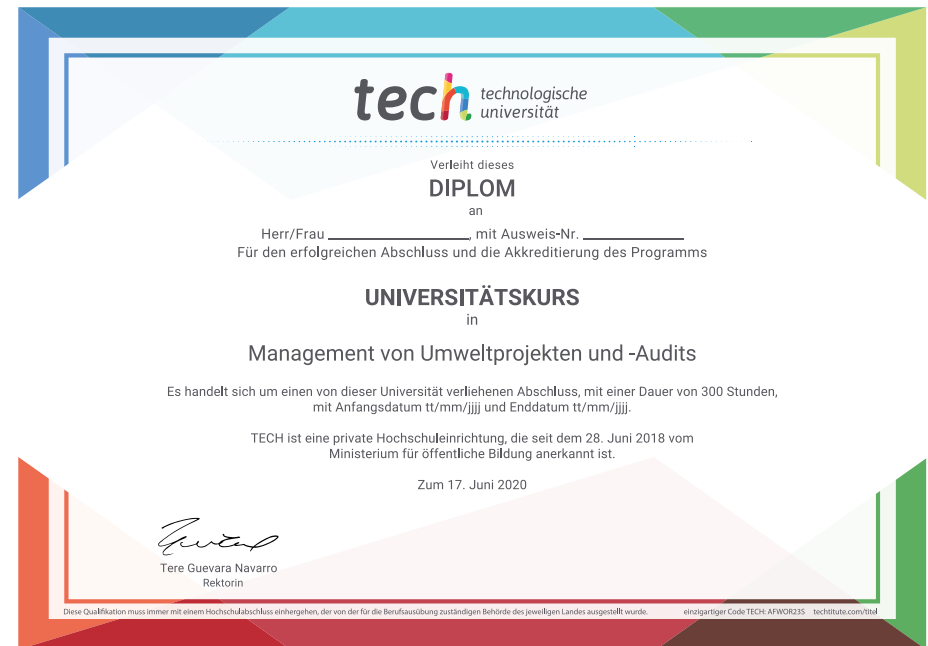 tech technologische
universität
Verleiht dieses
DIPLOM
an
Herr/Frau ____________________, mit Ausweis-Nr. ______________
Für den erfolgreichen Abschluss und die Akkreditierung des Programms
UNIVERSITÄTSKURS
in
Management von Umweltprojekten und -Audits
Es handelt sich um einen von dieser Universität verliehenen Abschluss, mit einer Dauer von 300 Stunden,
mit Anfangsdatum tt/mm/jjjj und Enddatum tt/mm/jjjj.
TECH ist eine private Hochschuleinrichtung, die seit dem 28. Juni 2018 vom
Ministerium für öffentliche Bildung anerkannt ist.
Zum 17. Juni 2020
Tere Guevara Navarro
Rektorin
Diese Qualifikation muss immer mit einem Hochschulabschluss einhergehen, der von der für die Berufsausübung zuständigen Behörde des jeweiligen Landes ausgestellt wurde. einzigartiger Code TECH: AFWOR23S techtitute.com/titel